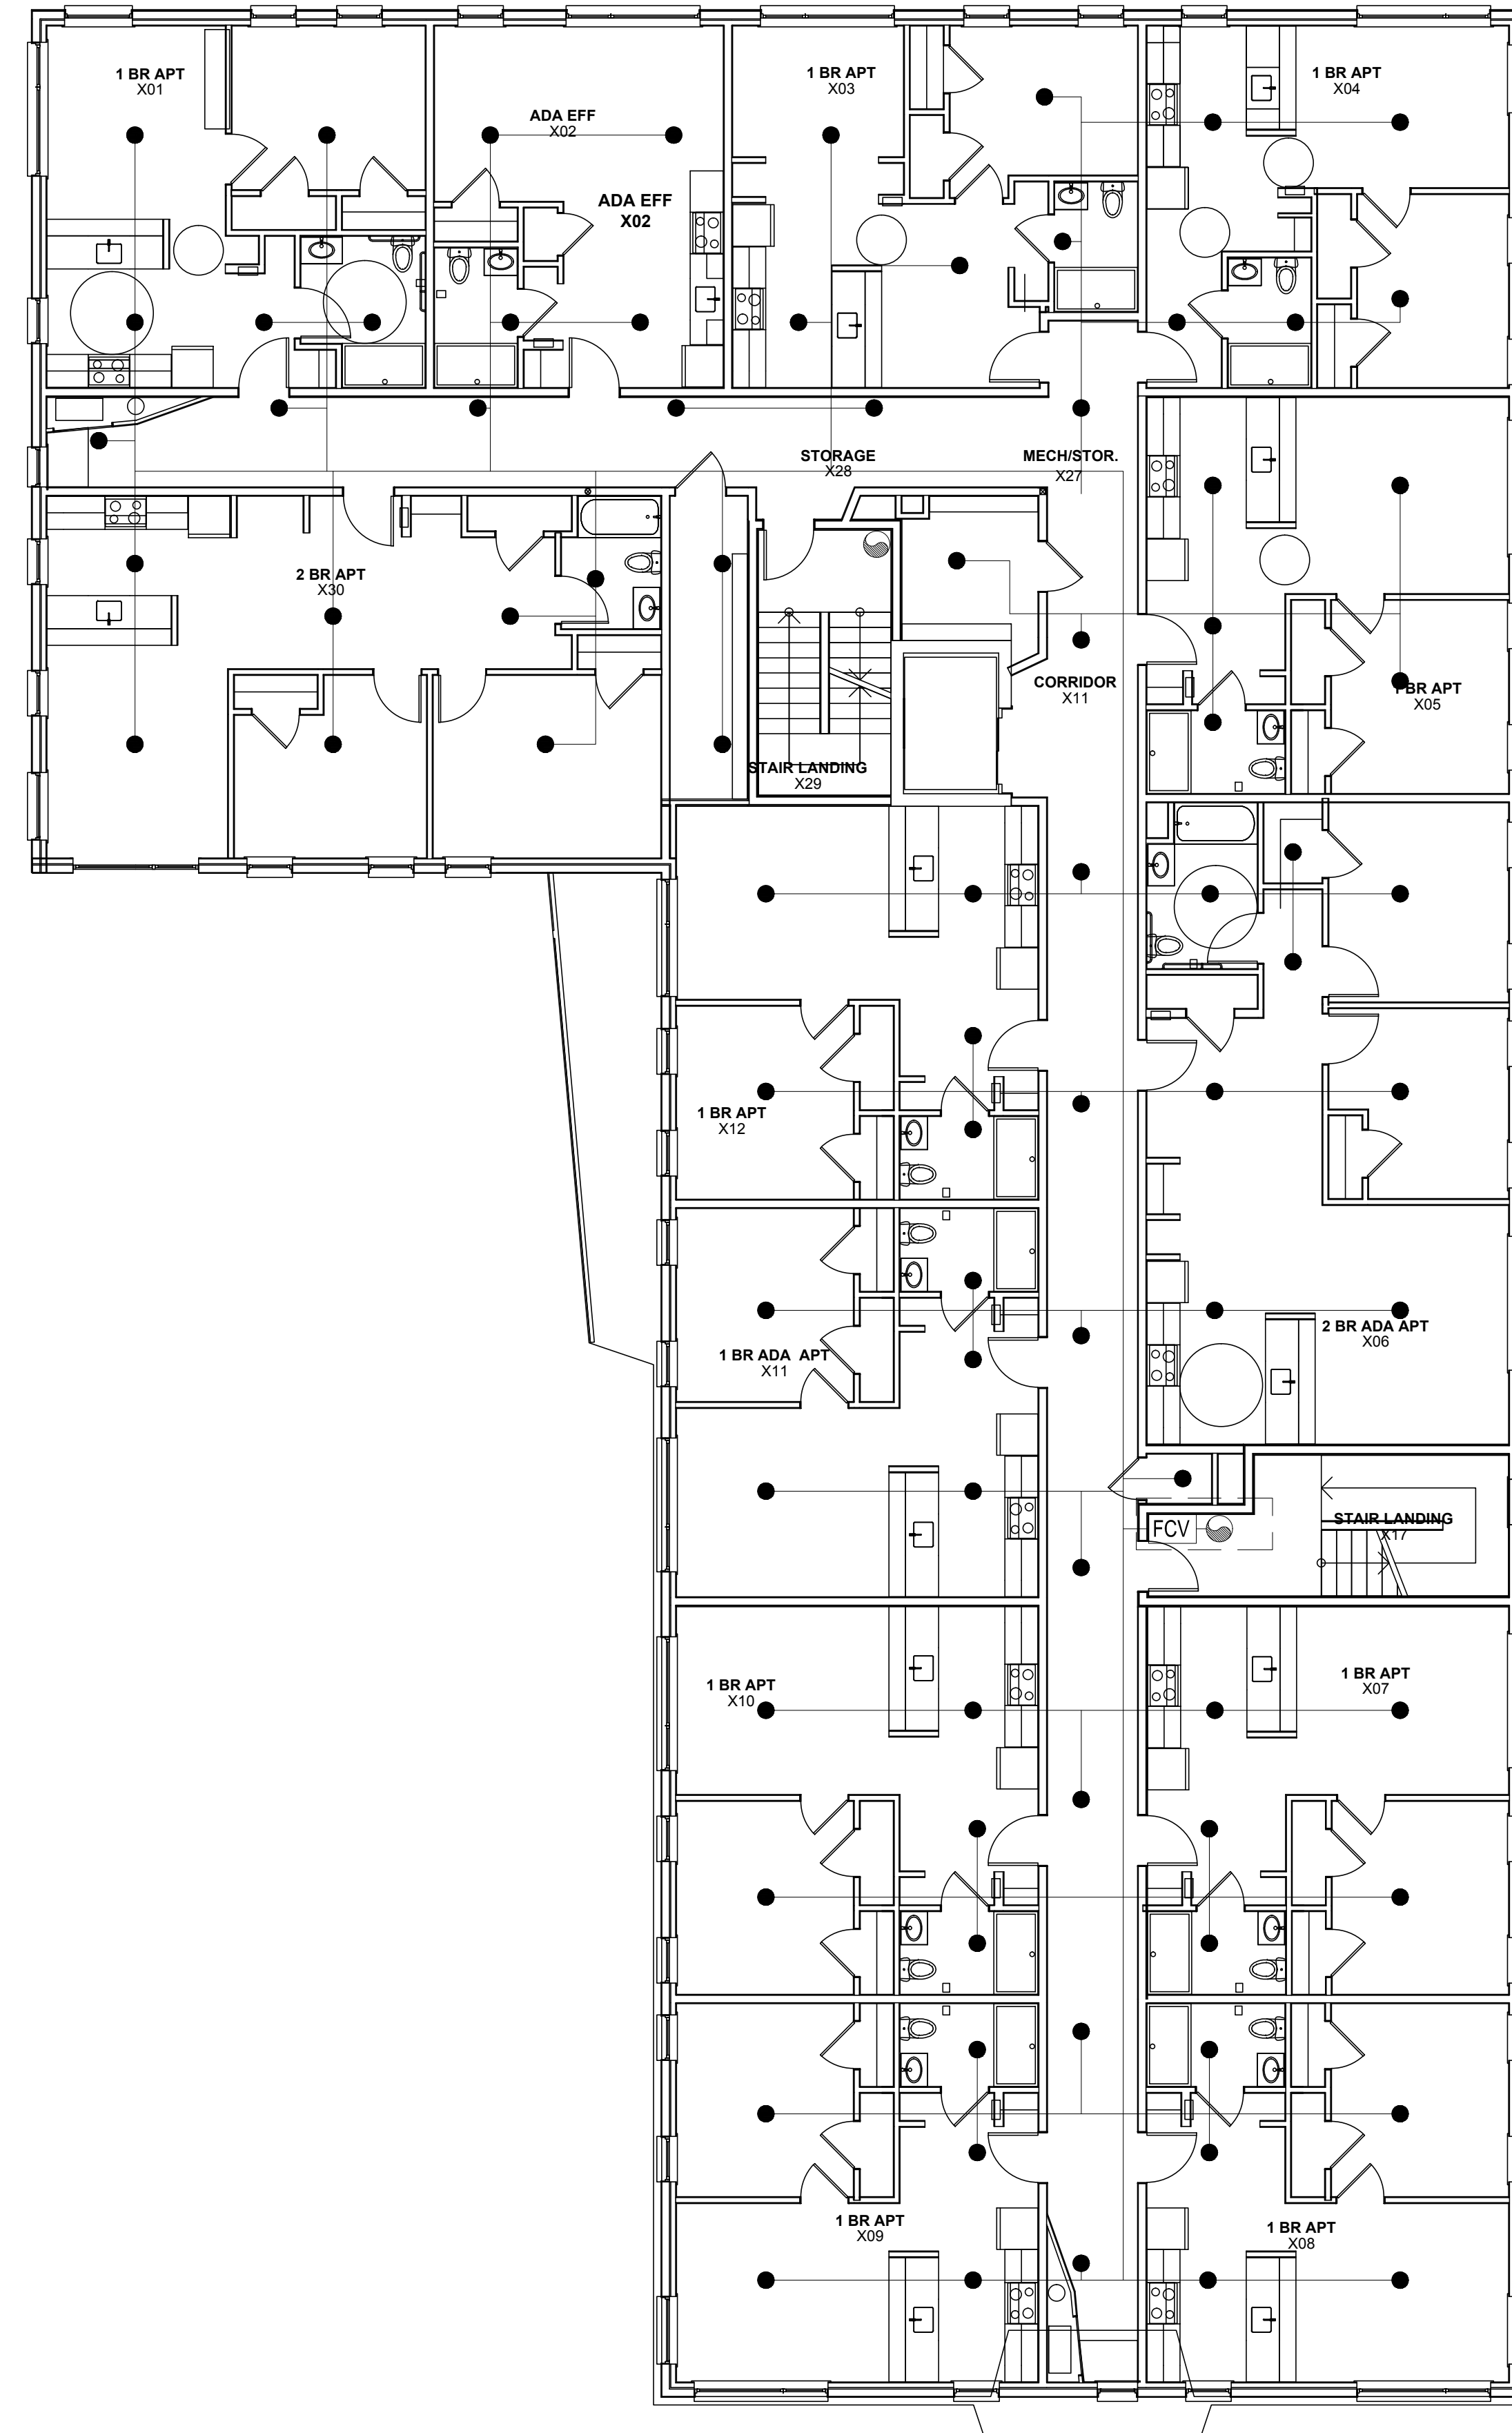 1 BR APT
X01
ADA EFF
X02
ADA EFF
X02
1 BR APT
X03
1 BR APT
X04
STORAGE
X28
MECH/STOR.
X27
2 BR APT
X30
CORRIDOR
X11
1 BR APT
X05
STAIR LANDING
X29
1 BR APT
X12
1 BR ADA APT
X11
2 BR ADA APT
X06
STAIR LANDING
X17
FCV
1 BR APT
X10
1 BR APT
X07
1 BR APT
X09
1 BR APT
X08